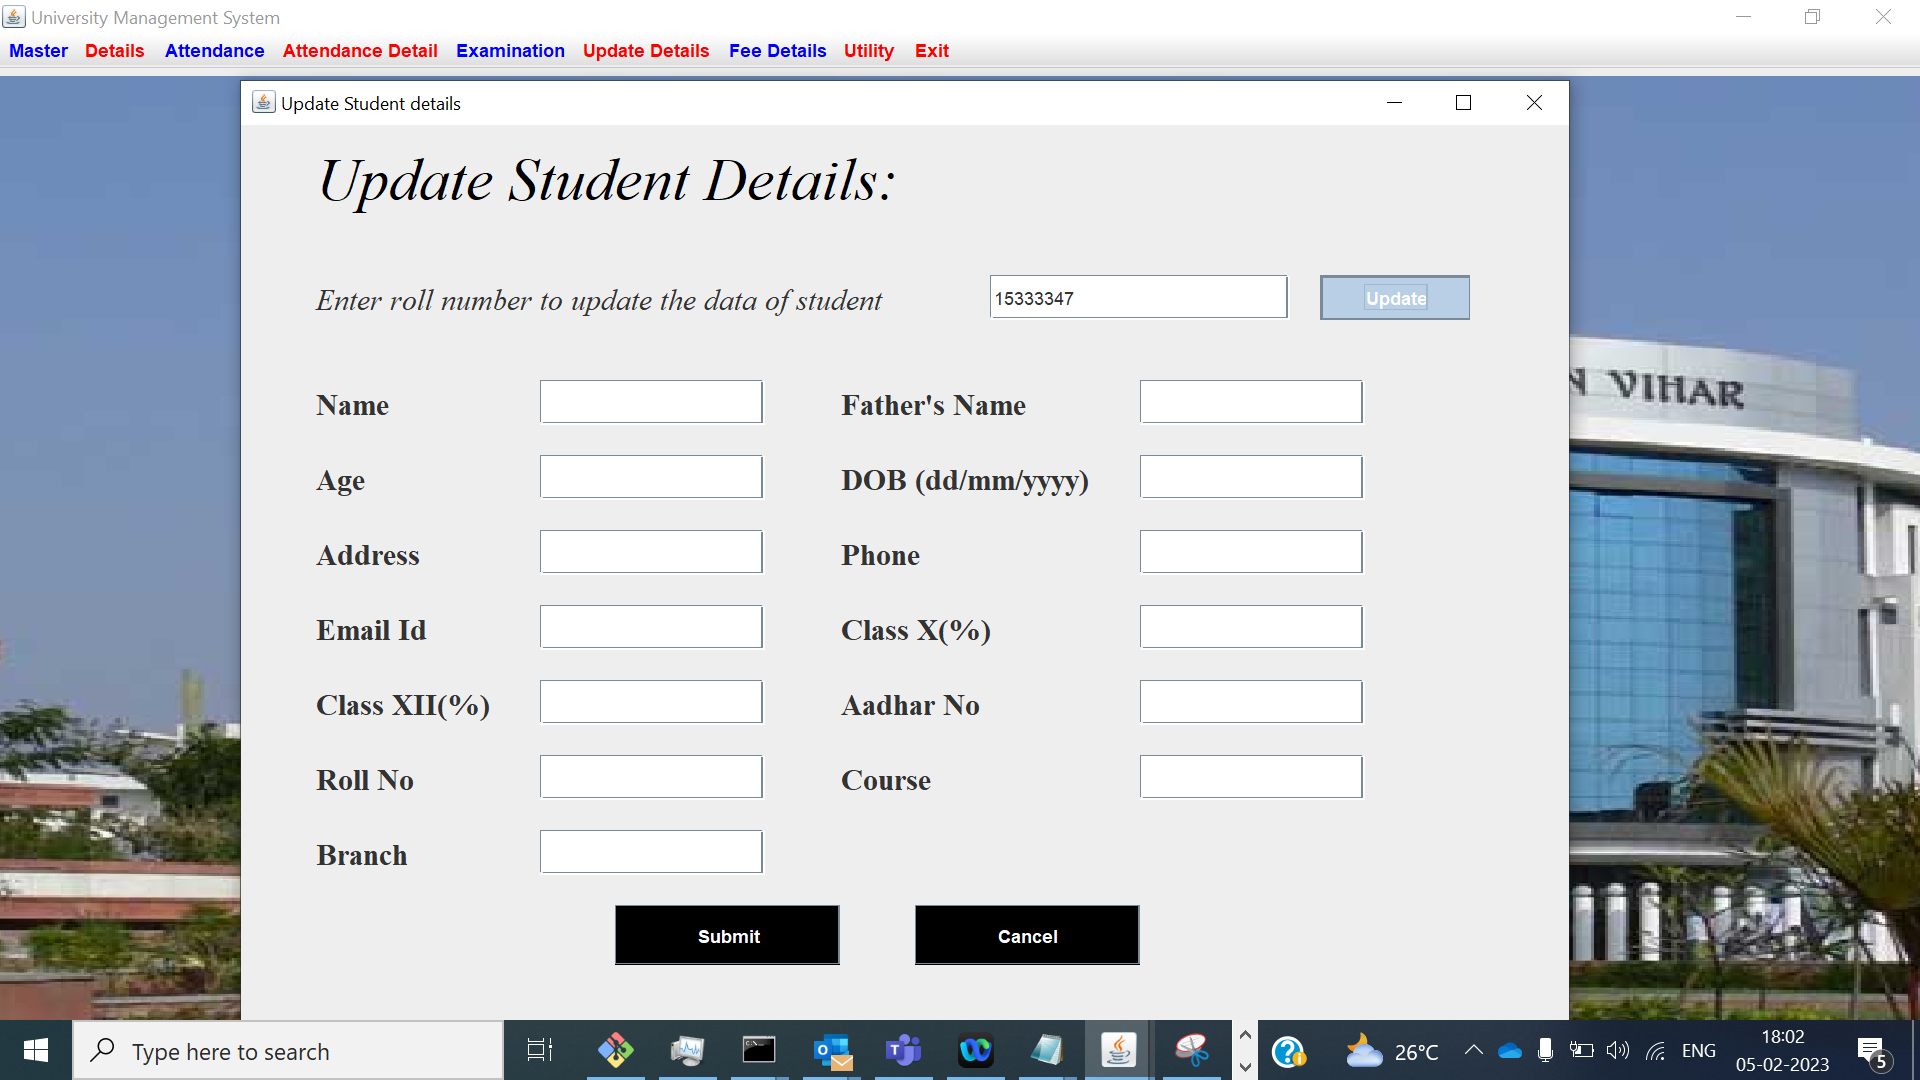 University Management System
Master Details Attendance Attendance Detail Examination Update Details Fee Details Utility Exit
Update Student details
Update Student Details:
Enter roll number to update the data of student 15333347 Update
N VIHAR
Name Father's Name
Age DOB (dd/mm/yyyy)
Address Phone
Email Id Class X(%)
Class XII(%) Aadhar No
Roll No Course
Branch
Submit Cancel
Type here to search
26°C
ENG
18:02
05-02-2023
5